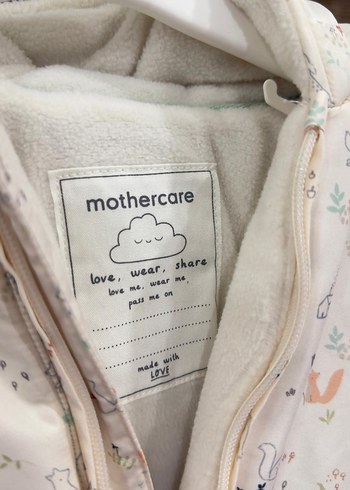 mothercare
love, wear, share
love me, wear me,
pass me on
made with
LOVE